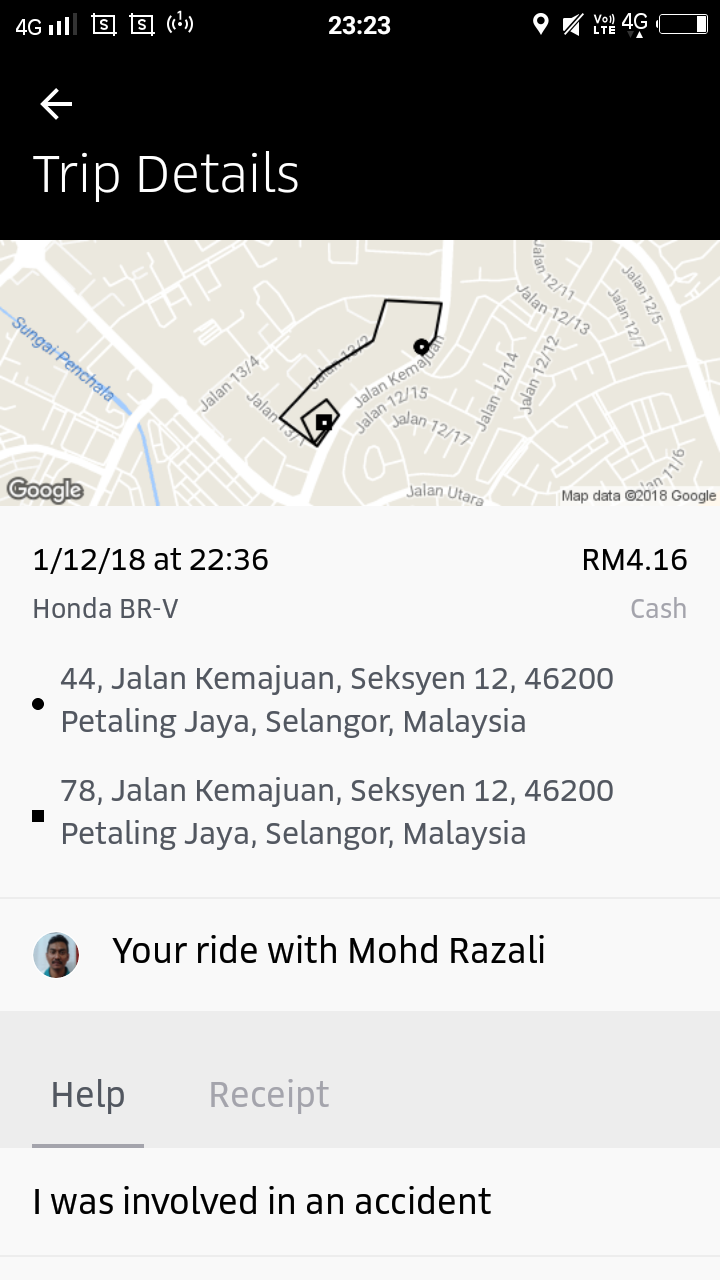 4G 23:23 Vo)) LTE 4G
Trip Details
Sungai Penchala
Jalan 13/4
Jalan 13/1
Jalan 12/2
Jalan Kemajuan
Jalan 12/15
Jalan 12/17
Jalan 12/14
Jalan 12/12
Jalan 12/11
Jalan 12/13
Jalan 12/7
Jalan 12/5
Jalan Utara
Google
Map data ©2018 Google
1/12/18 at 22:36 RM4.16
Honda BR-V Cash
44, Jalan Kemajuan, Seksyen 12, 46200
Petaling Jaya, Selangor, Malaysia
78, Jalan Kemajuan, Seksyen 12, 46200
Petaling Jaya, Selangor, Malaysia
Your ride with Mohd Razali
Help Receipt
I was involved in an accident